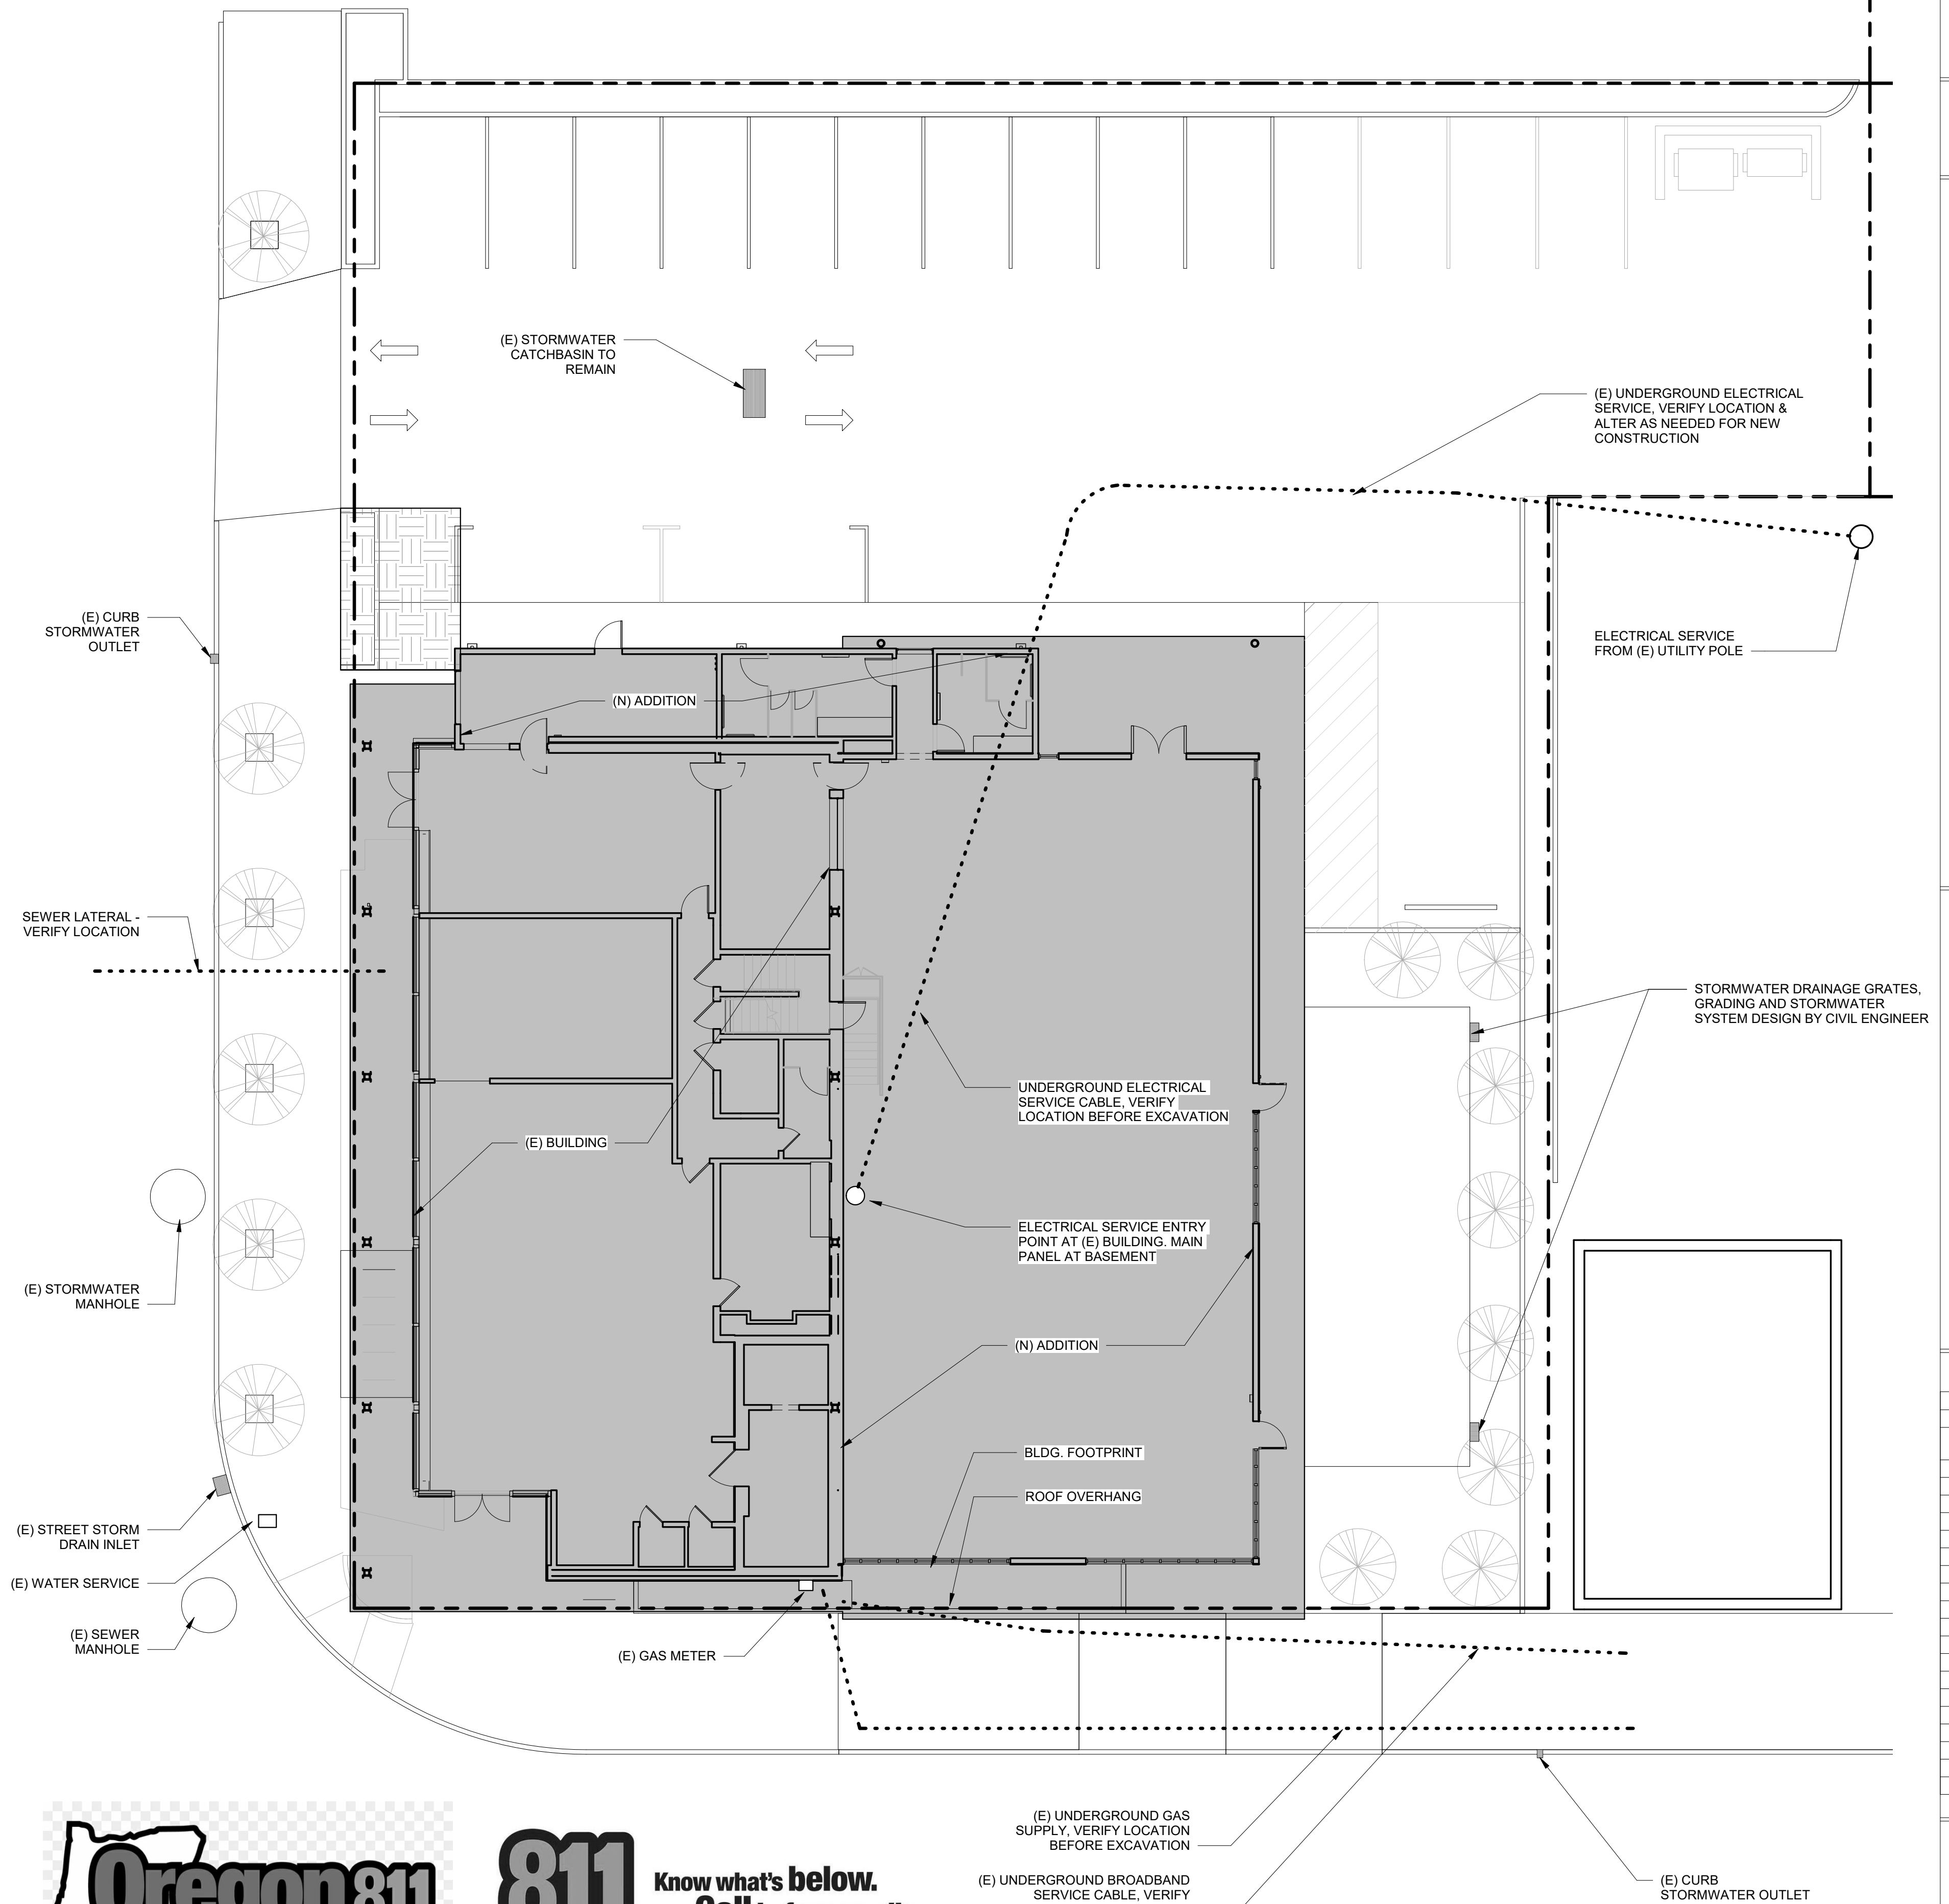 (E) STORMWATER
CATCHBASIN TO
REMAIN
(E) UNDERGROUND ELECTRICAL
SERVICE, VERIFY LOCATION &
ALTER AS NEEDED FOR NEW
CONSTRUCTION
(E) CURB
STORMWATER
OUTLET
ELECTRICAL SERVICE
FROM (E) UTILITY POLE
(N) ADDITION
SEWER LATERAL -
VERIFY LOCATION
STORMWATER DRAINAGE GRATES,
GRADING AND STORMWATER
SYSTEM DESIGN BY CIVIL ENGINEER
UNDERGROUND ELECTRICAL
SERVICE CABLE, VERIFY
LOCATION BEFORE EXCAVATION
(E) BUILDING
ELECTRICAL SERVICE ENTRY
POINT AT (E) BUILDING. MAIN
PANEL AT BASEMENT
(E) STORMWATER
MANHOLE
(N) ADDITION
BLDG. FOOTPRINT
ROOF OVERHANG
(E) STREET STORM
DRAIN INLET
(E) WATER SERVICE
(E) SEWER
MANHOLE
(E) GAS METER
(E) UNDERGROUND GAS
SUPPLY, VERIFY LOCATION
BEFORE EXCAVATION
(E) UNDERGROUND BROADBAND
SERVICE CABLE, VERIFY
(E) CURB
STORMWATER OUTLET
Oregon 811
811
Know what's below.